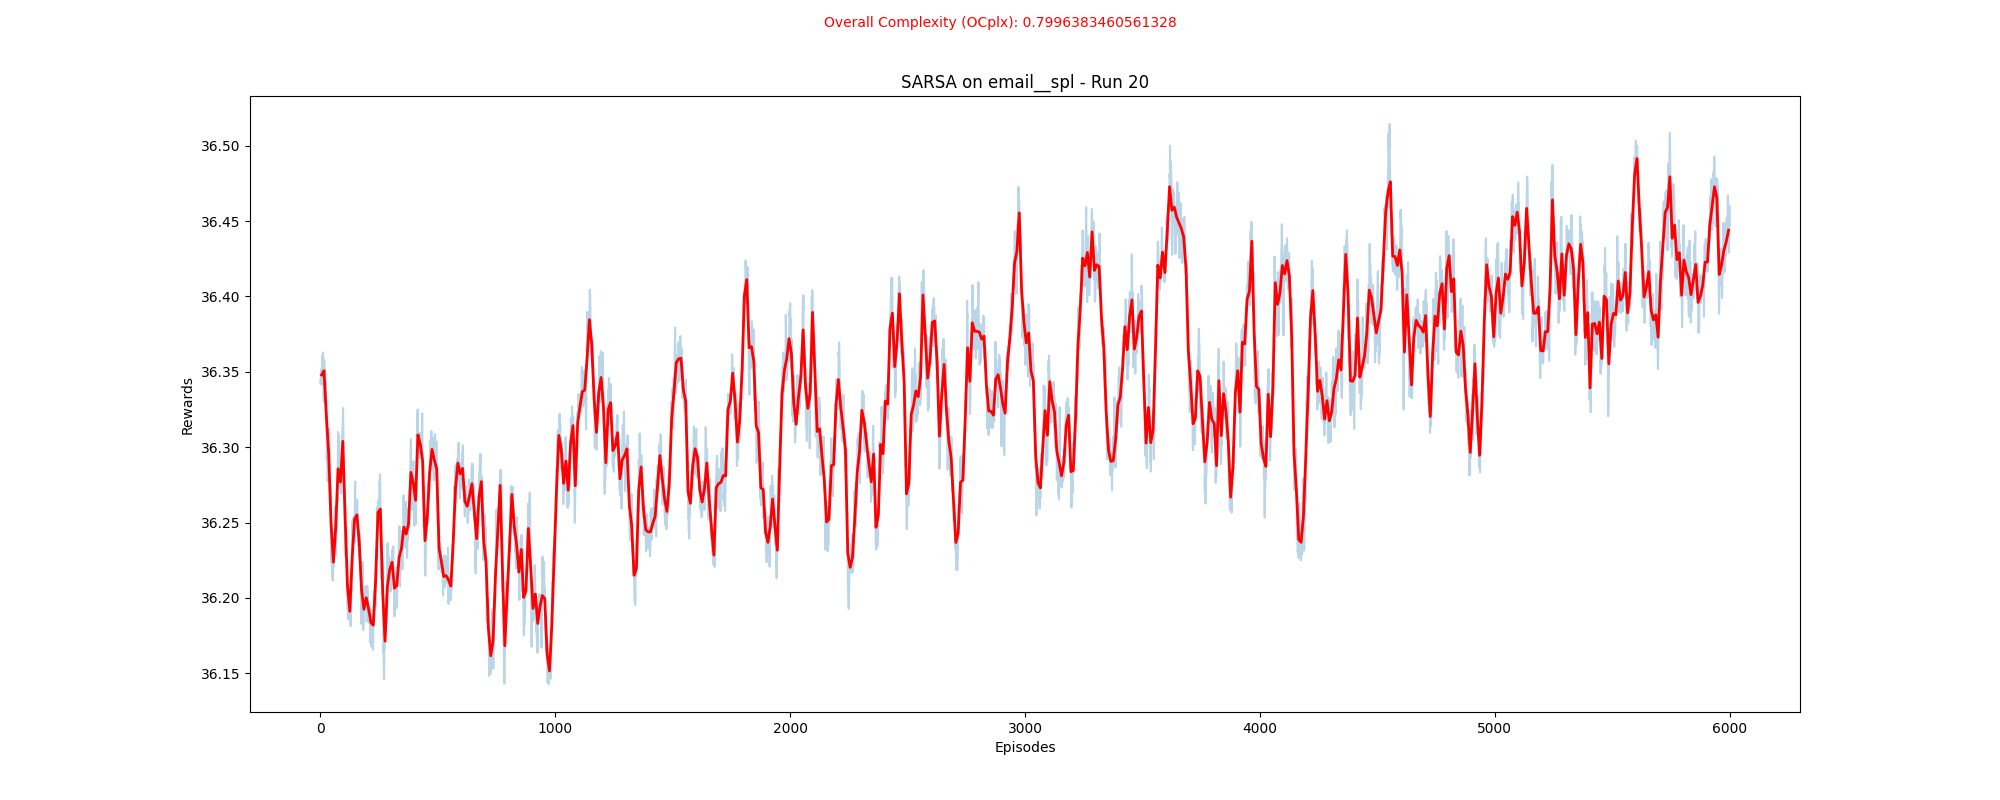 Overall Complexity (OCplx): 0.7996383460561328
SARSA on email__spl - Run 20
36.50
36.45
36.40
36.35
36.30
36.25
36.20
36.15
Rewards
0 1000 2000 3000 4000 5000 6000
Episodes